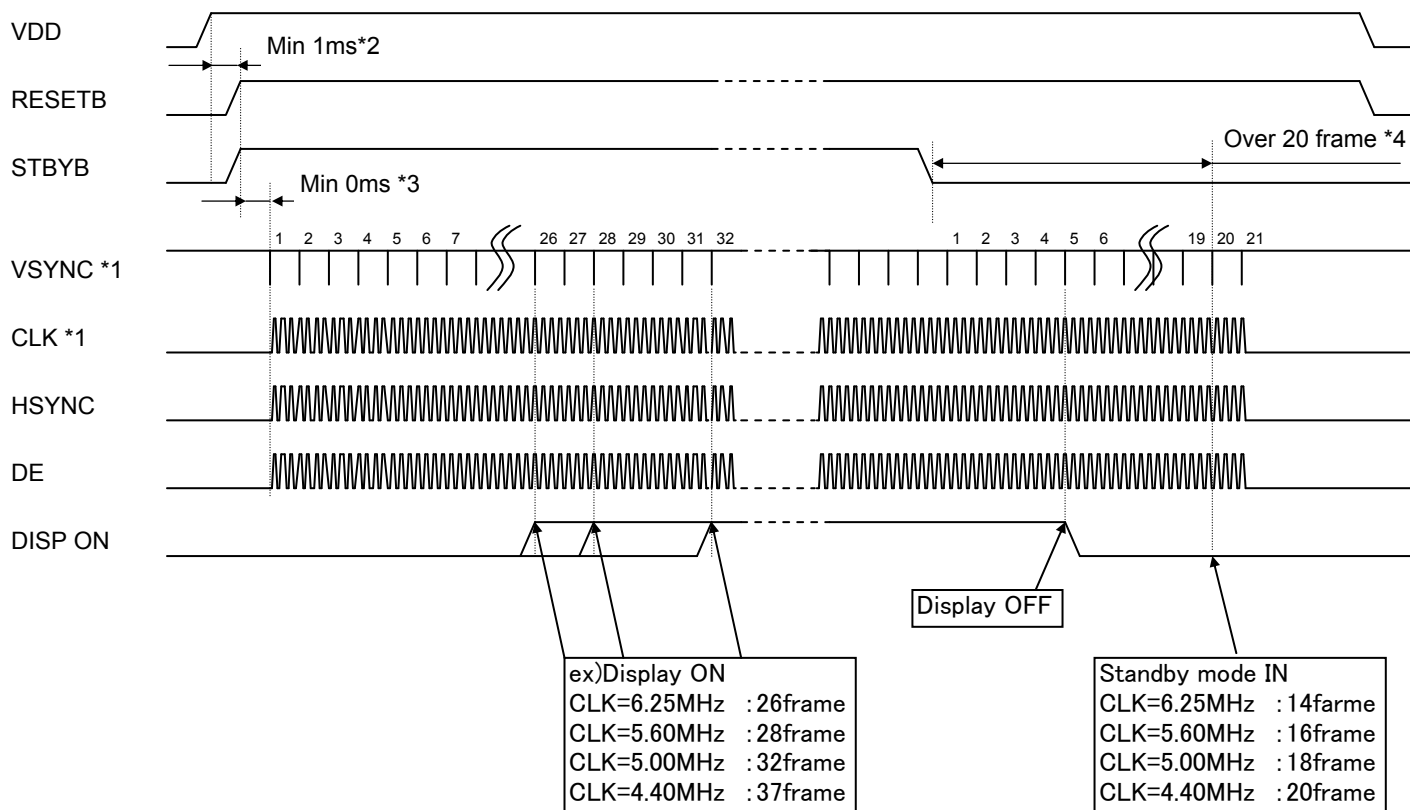 VDD
Min 1ms*2
RESETB
STBYB
Over 20 frame *4
Min 0ms *3
1 2 3 4 5 6 7 26 27 28 29 30 31 32 1 2 3 4 5 6 19 20 21
VSYNC *1
CLK *1
HSYNC
DE
DISP ON
Display OFF
ex)Display ON
CLK=6.25MHz :26frame
CLK=5.60MHz :28frame
CLK=5.00MHz :32frame
CLK=4.40MHz :37frame
Standby mode IN
CLK=6.25MHz :14farme
CLK=5.60MHz :16frame
CLK=5.00MHz :18frame
CLK=4.40MHz :20frame